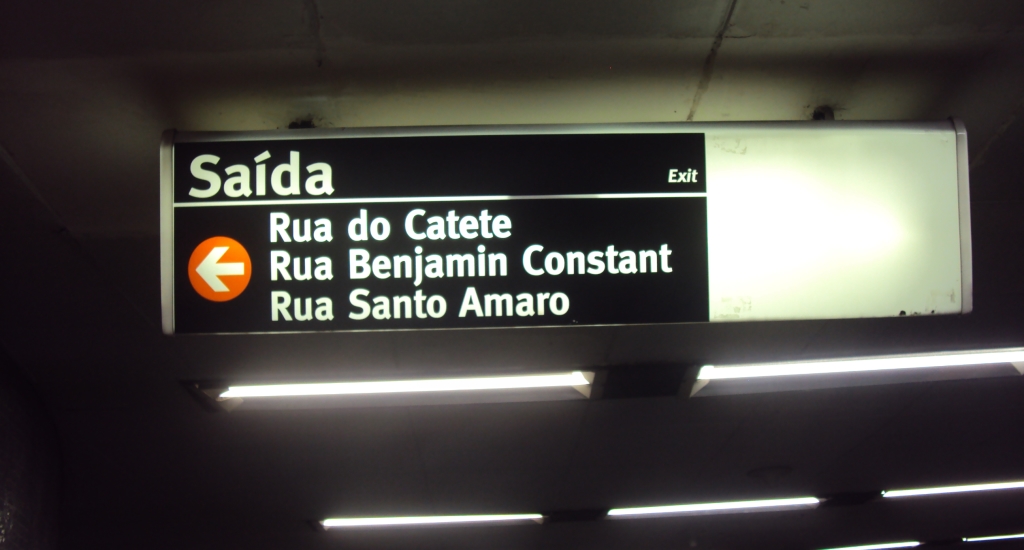 Saída
Exit
Rua do Catete
Rua Benjamin Constant
Rua Santo Amaro